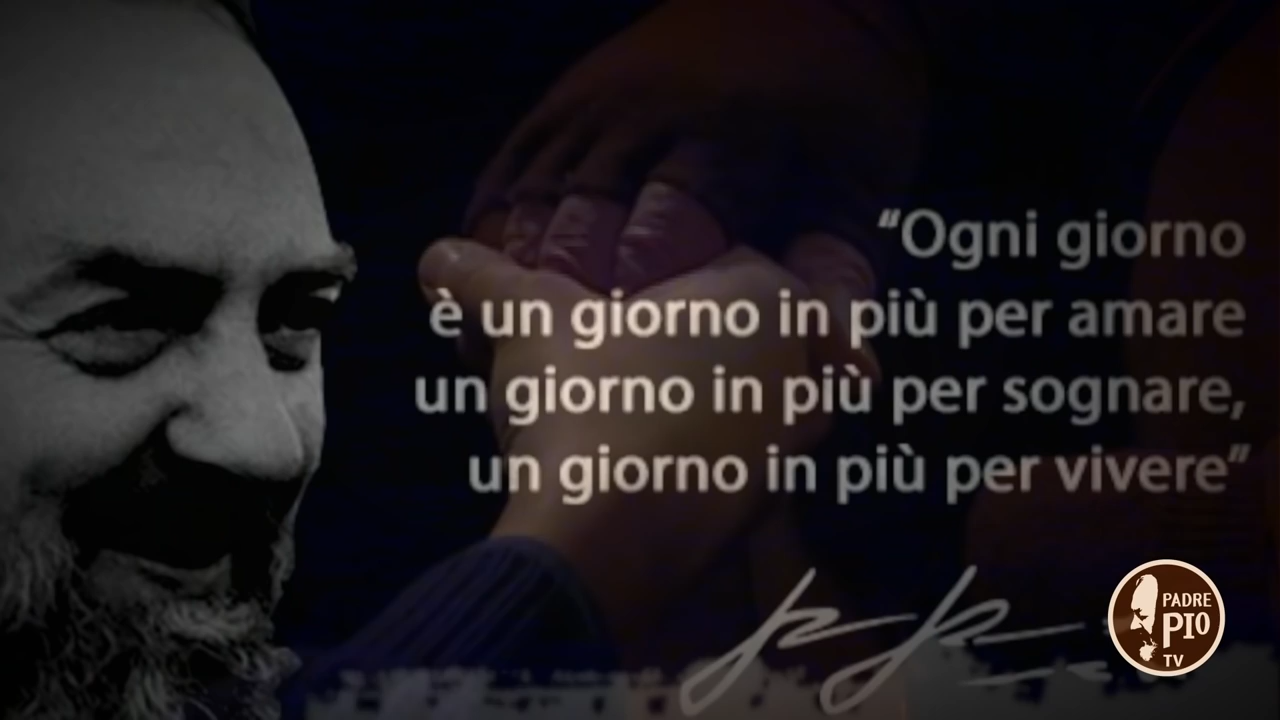 “Ogni giorno
è un giorno in più per amare
un giorno in più per sognare,
un giorno in più per vivere”
PADRE
PIO
TV